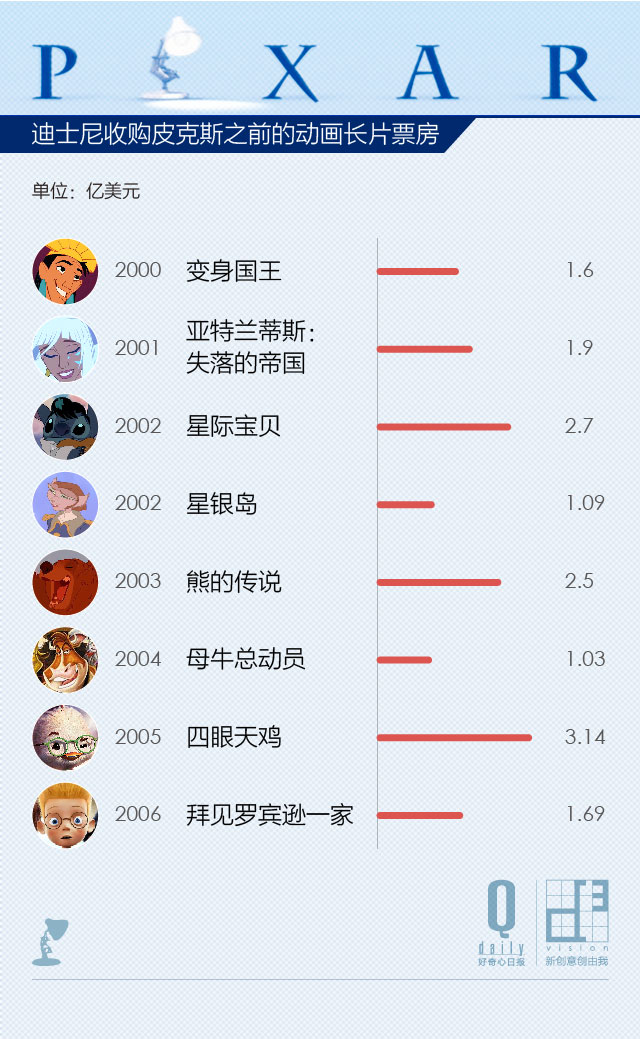 PIXAR
迪士尼收购皮克斯之前的动画长片票房
单位：亿美元
2000 变身国王 1.6
2001 亚特兰蒂斯：
失落的帝国 1.9
2002 星际宝贝 2.7
2002 星银岛 1.09
2003 熊的传说 2.5
2004 母牛总动员 1.03
2005 四眼天鸡 3.14
2006 拜见罗宾逊一家 1.69
Q
daily
好奇心日报
vision
新创意创由我